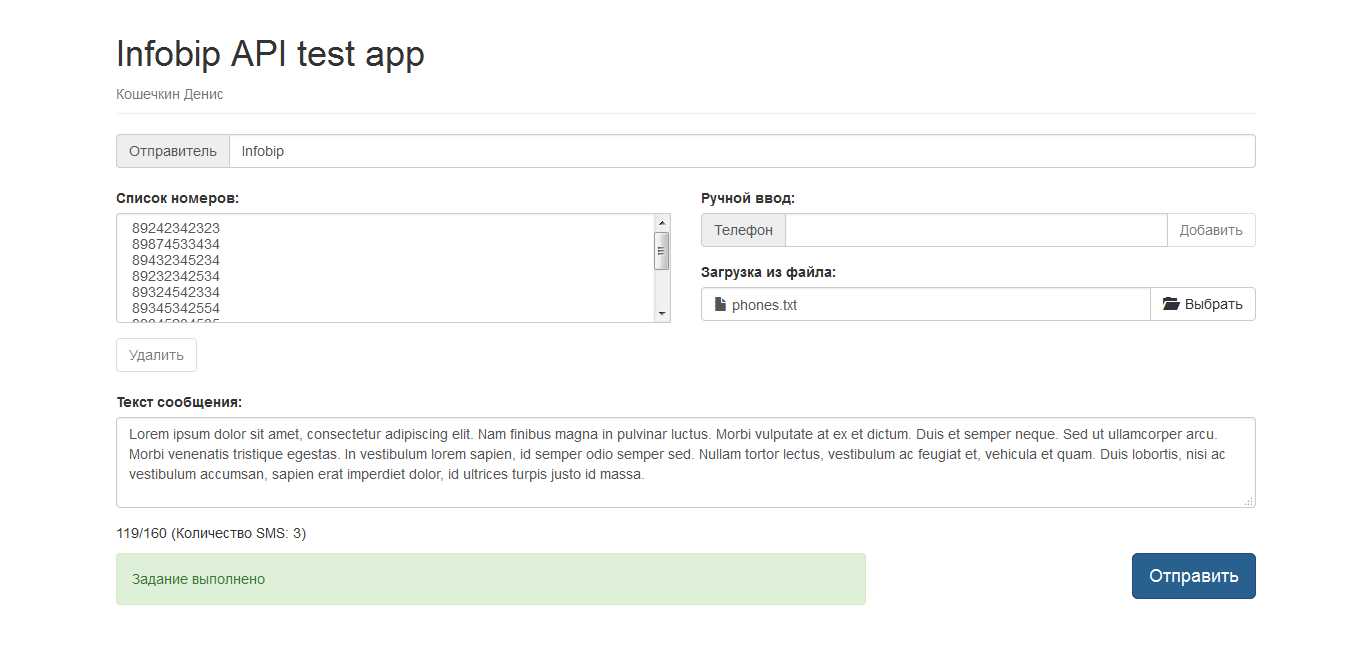 Infobip API test app
Кошечкин Денис
Отправитель Infobip
Список номеров:
89242342323
89874533434
89432345234
89232342534
89324542334
89345342554
Удалить
Ручной ввод:
Телефон Добавить
Загрузка из файла:
phones.txt Выбрать
Текст сообщения:
Lorem ipsum dolor sit amet, consectetur adipiscing elit. Nam finibus magna in pulvinar luctus. Morbi vulputate at ex et dictum. Duis et semper neque. Sed ut ullamcorper arcu.
Morbi venenatis tristique egestas. In vestibulum lorem sapien, id semper odio semper sed. Nullam tortor lectus, vestibulum ac feugiat et, vehicula et quam. Duis lobortis, nisi ac
vestibulum accumsan, sapien erat imperdiet dolor, id ultrices turpis justo id massa.
119/160 (Количество SMS: 3)
Задание выполнено
Отправить